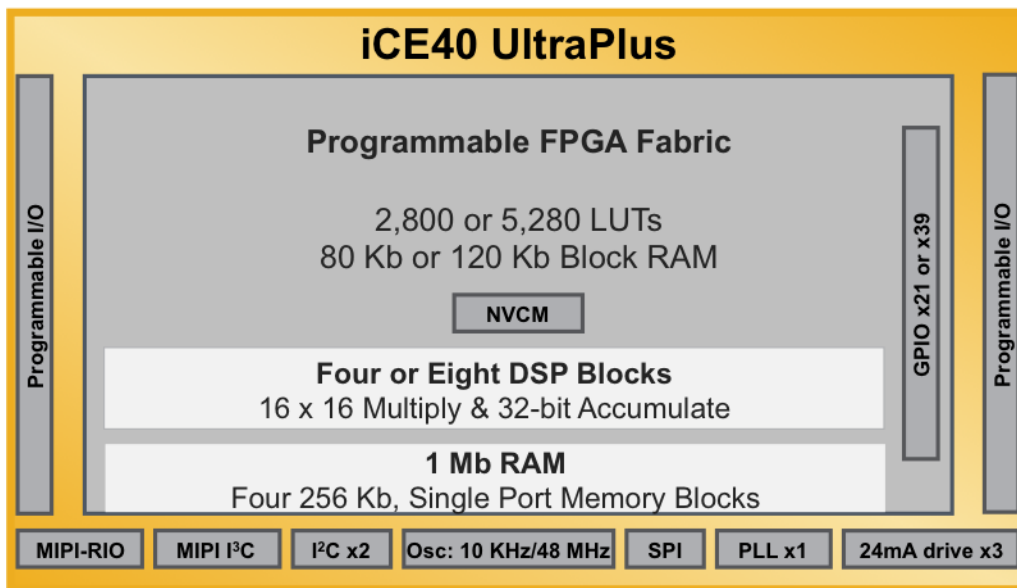 iCE40 UltraPlus
Programmable I/O
Programmable FPGA Fabric
2,800 or 5,280 LUTs
80 Kb or 120 Kb Block RAM
NVCM
Four or Eight DSP Blocks
16 x 16 Multiply & 32-bit Accumulate
1 Mb RAM
Four 256 Kb, Single Port Memory Blocks
GPIO x21 or x39
Programmable I/O
MIPI-RIO
MIPI I³C
I²C x2
Osc: 10 KHz/48 MHz
SPI
PLL x1
24mA drive x3